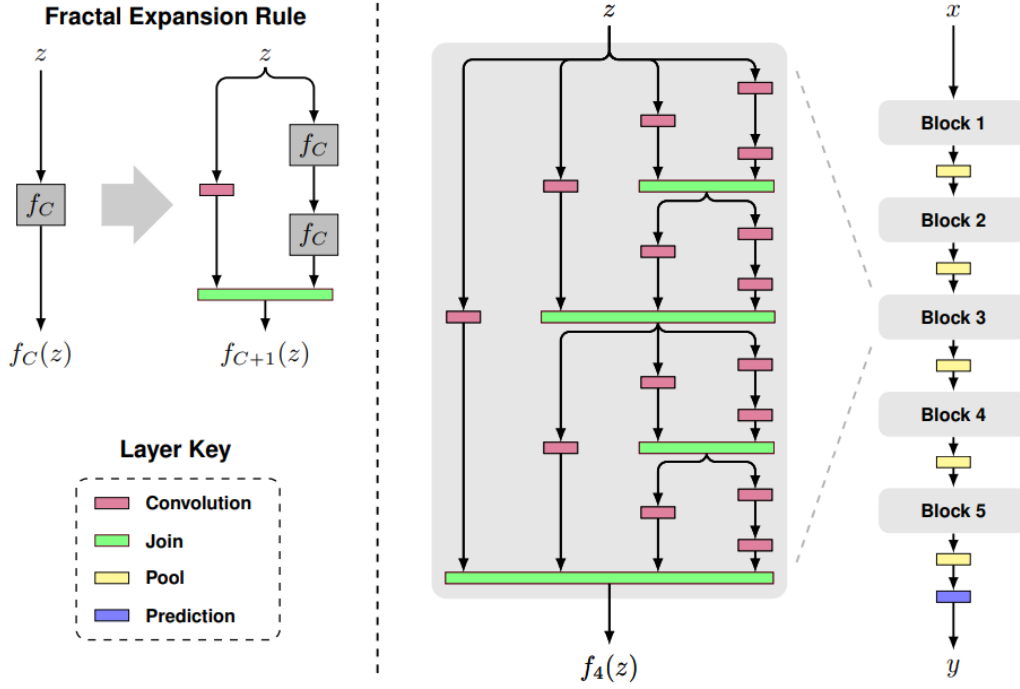 Fractal Expansion Rule
z
f_C
f_C(z)
z
f_C
f_C
f_{C+1}(z)
Layer Key
Convolution
Join
Pool
Prediction
z
f_4(z)
x
Block 1
Block 2
Block 3
Block 4
Block 5
y